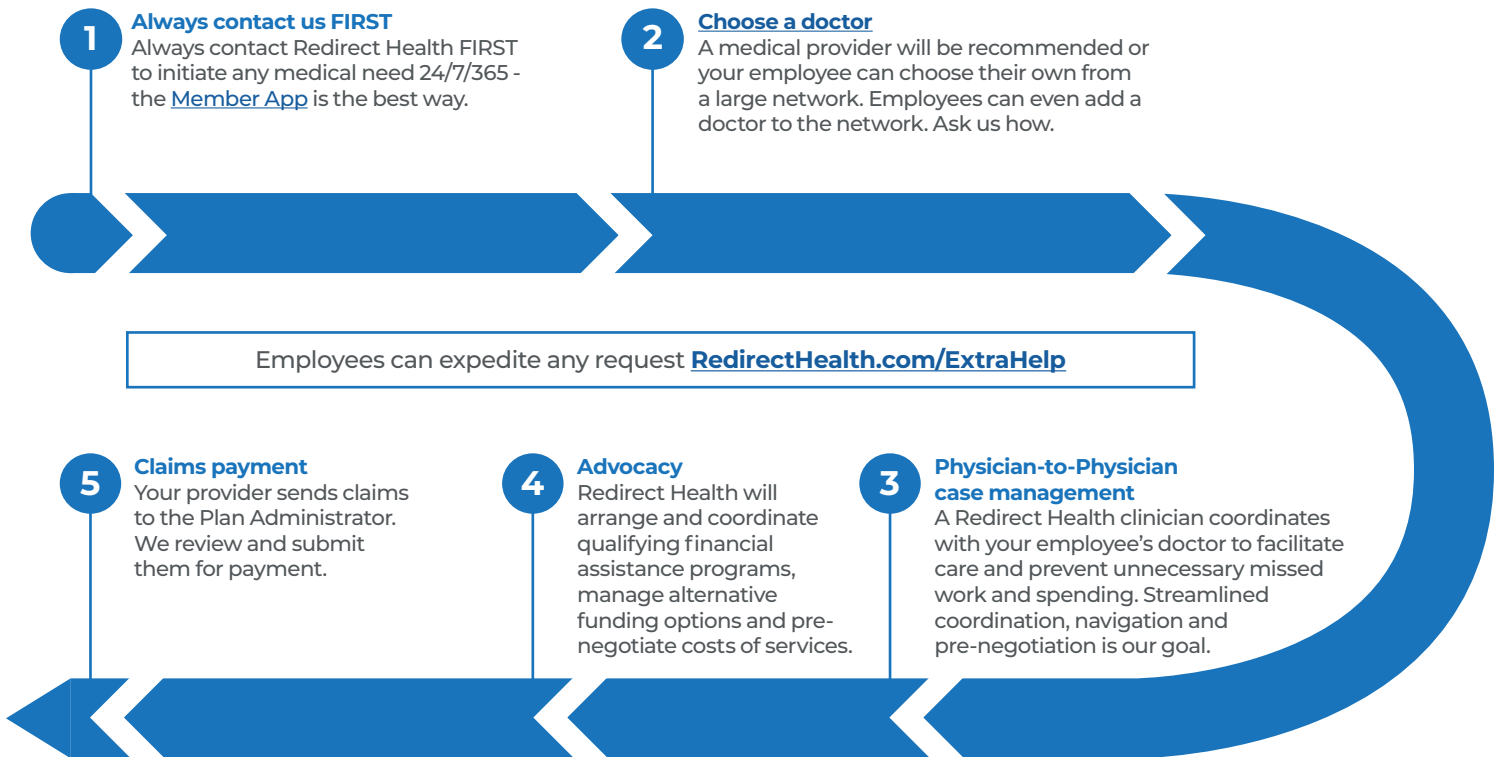 1
Always contact us FIRST
Always contact Redirect Health FIRST
to initiate any medical need 24/7/365 -
the Member App is the best way.
2
Choose a doctor
A medical provider will be recommended or
your employee can choose their own from
a large network. Employees can even add a
doctor to the network. Ask us how.
Employees can expedite any request RedirectHealth.com/ExtraHelp
3
Physician-to-Physician
case management
A Redirect Health clinician coordinates
with your employee's doctor to facilitate
care and prevent unnecessary missed
work and spending. Streamlined
coordination, navigation and
pre-negotiation is our goal.
4
Advocacy
Redirect Health will
arrange and coordinate
qualifying financial
assistance programs,
manage alternative
funding options and pre-
negotiate costs of services.
5
Claims payment
Your provider sends claims
to the Plan Administrator.
We review and submit
them for payment.